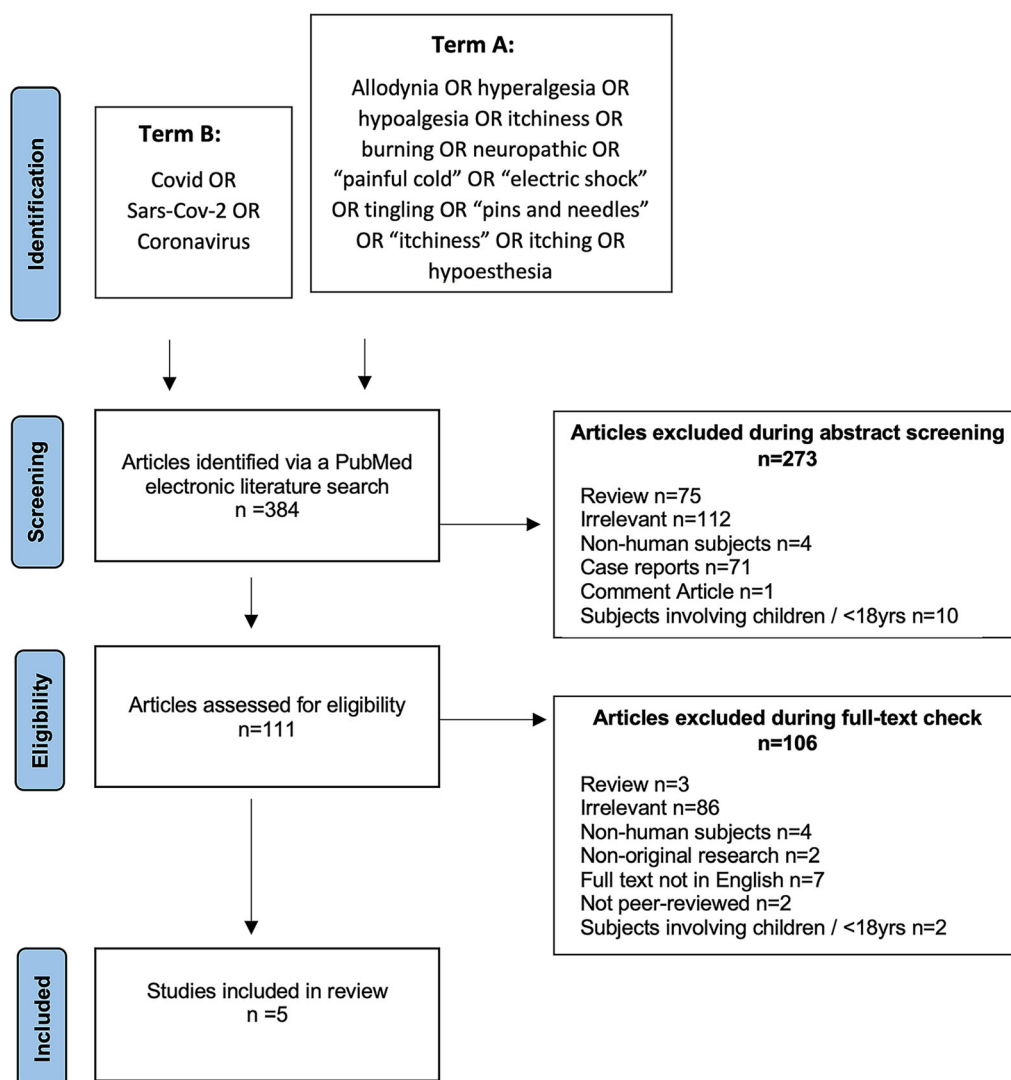 Identification
Term B:
Covid OR
Sars-Cov-2 OR
Coronavirus
Term A:
Allodynia OR hyperalgesia OR
hypoalgesia OR itchiness OR
burning OR neuropathic OR
“painful cold” OR “electric shock”
OR tingling OR “pins and needles”
OR “itchiness” OR itching OR
hypoesthesia
Screening
Articles identified via a PubMed
electronic literature search
n =384
Articles excluded during abstract screening
n=273
Review n=75
Irrelevant n=112
Non-human subjects n=4
Case reports n=71
Comment Article n=1
Subjects involving children / <18yrs n=10
Eligibility
Articles assessed for eligibility
n=111
Articles excluded during full-text check
n=106
Review n=3
Irrelevant n=86
Non-human subjects n=4
Non-original research n=2
Full text not in English n=7
Not peer-reviewed n=2
Subjects involving children / <18yrs n=2
Included
Studies included in review
n =5